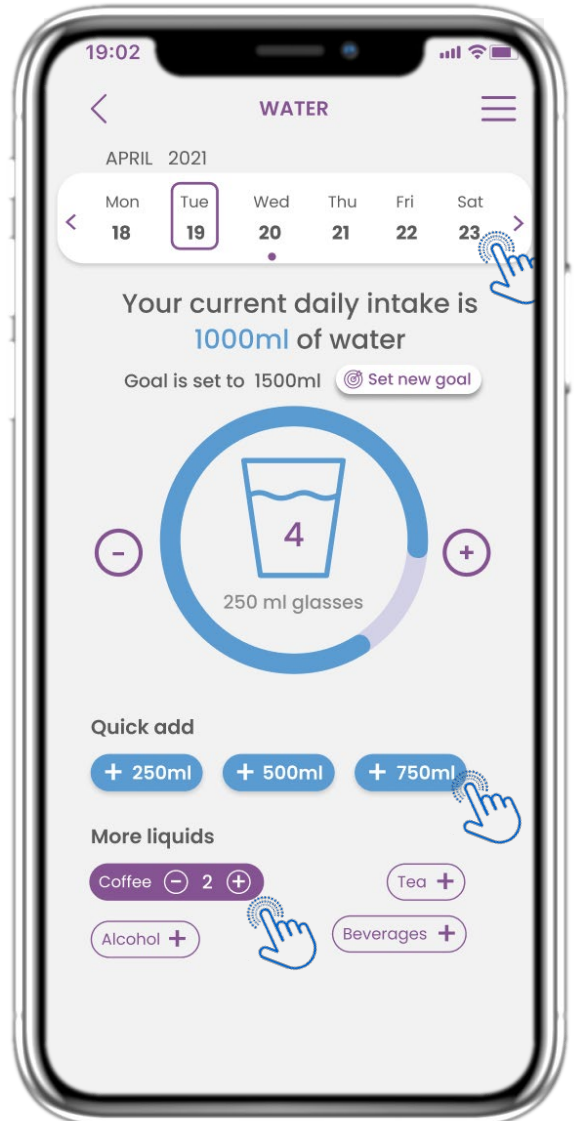 19:02
WATER
APRIL 2021
Mon Tue Wed Thu Fri Sat
18 19 20 21 22 23
Your current daily intake is
1000ml of water
Goal is set to 1500ml Set new goal
4
- +
250 ml glasses
Quick add
+ 250ml + 500ml + 750ml
More liquids
Coffee - 2 + Tea +
Alcohol + Beverages +